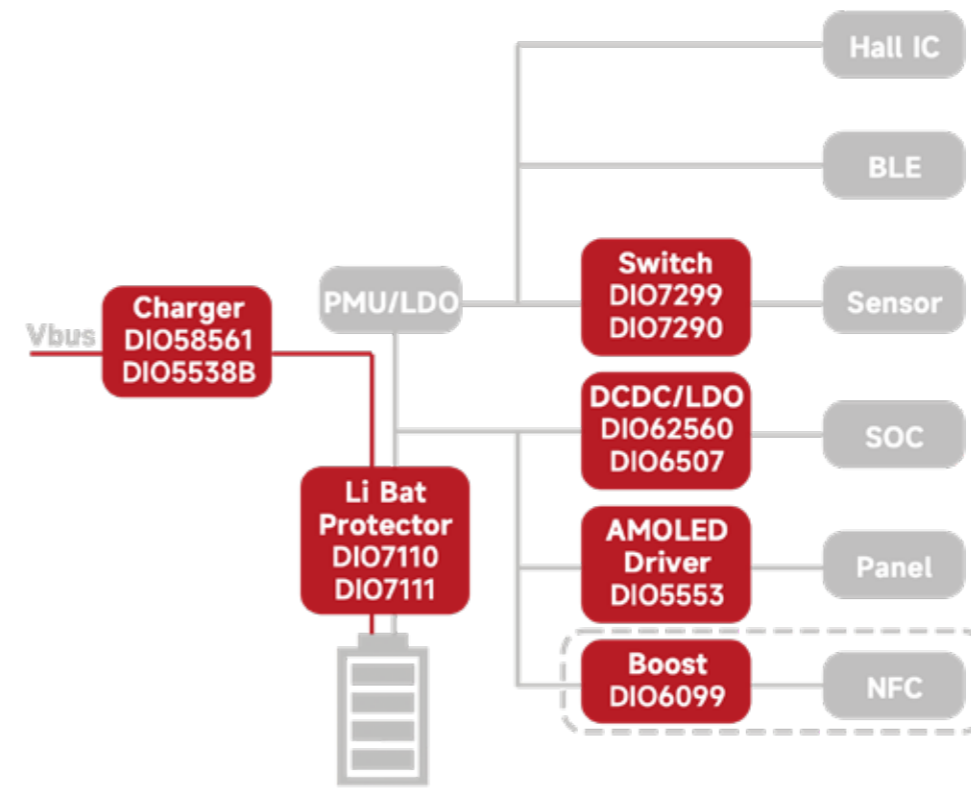 Hall IC
BLE
Switch
DIO7299
DIO7290
Sensor
PMU/LDO
Vbus
Charger
DIO58561
DIO5538B
DCDC/LDO
DIO62560
DIO6507
SOC
Li Bat
Protector
DIO7110
DIO7111
AMOLED
Driver
DIO5553
Panel
Boost
DIO6099
NFC